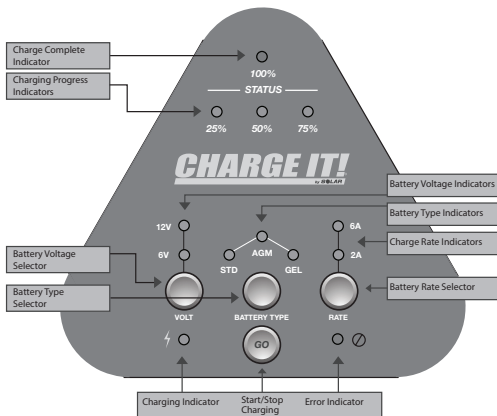 Charge Complete
Indicator
100%
STATUS
Charging Progress
Indicators
25% 50% 75%
CHARGE IT!
by SOLAR
Battery Voltage Indicators
Battery Type Indicators
12V
6A
AGM
Charge Rate Indicators
6V
2A
STD
GEL
Battery Voltage
Selector
Battery Type
Selector
Battery Rate Selector
VOLT
BATTERY TYPE
RATE
GO
Charging Indicator
Start/Stop
Charging
Error Indicator